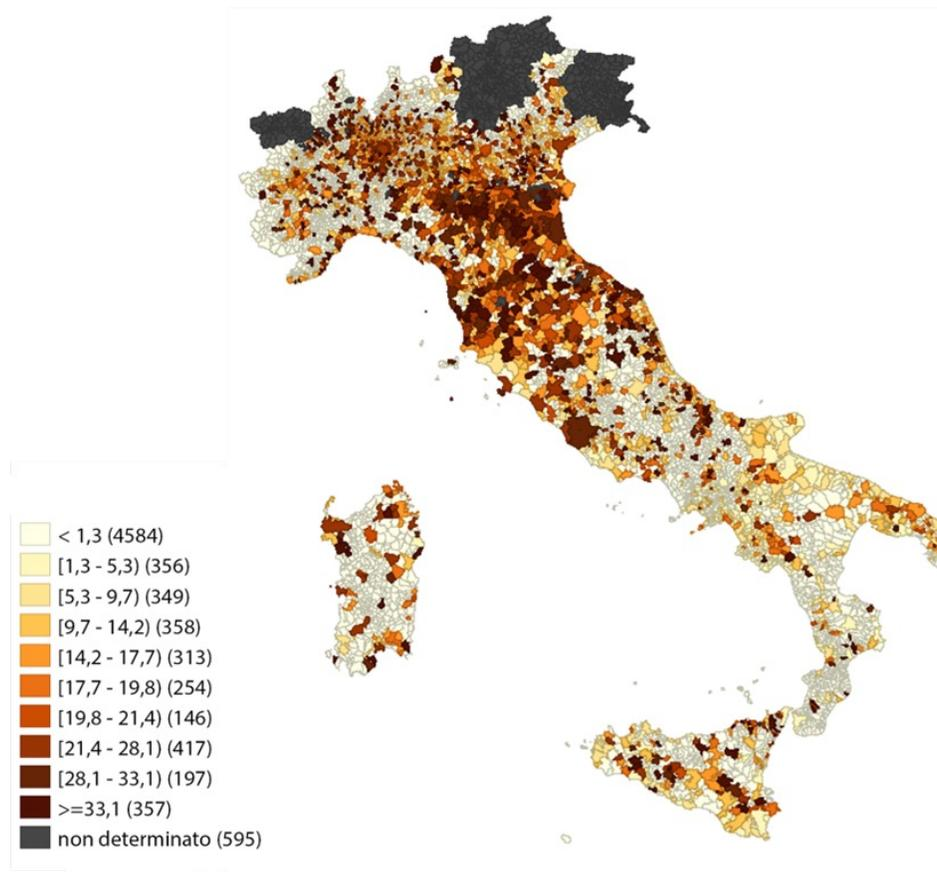 < 1,3 (4584)
[1,3 - 5,3) (356)
[5,3 - 9,7) (349)
[9,7 - 14,2) (358)
[14,2 - 17,7) (313)
[17,7 - 19,8) (254)
[19,8 - 21,4) (146)
[21,4 - 28,1) (417)
[28,1 - 33,1) (197)
>=33,1 (357)
non determinato (595)